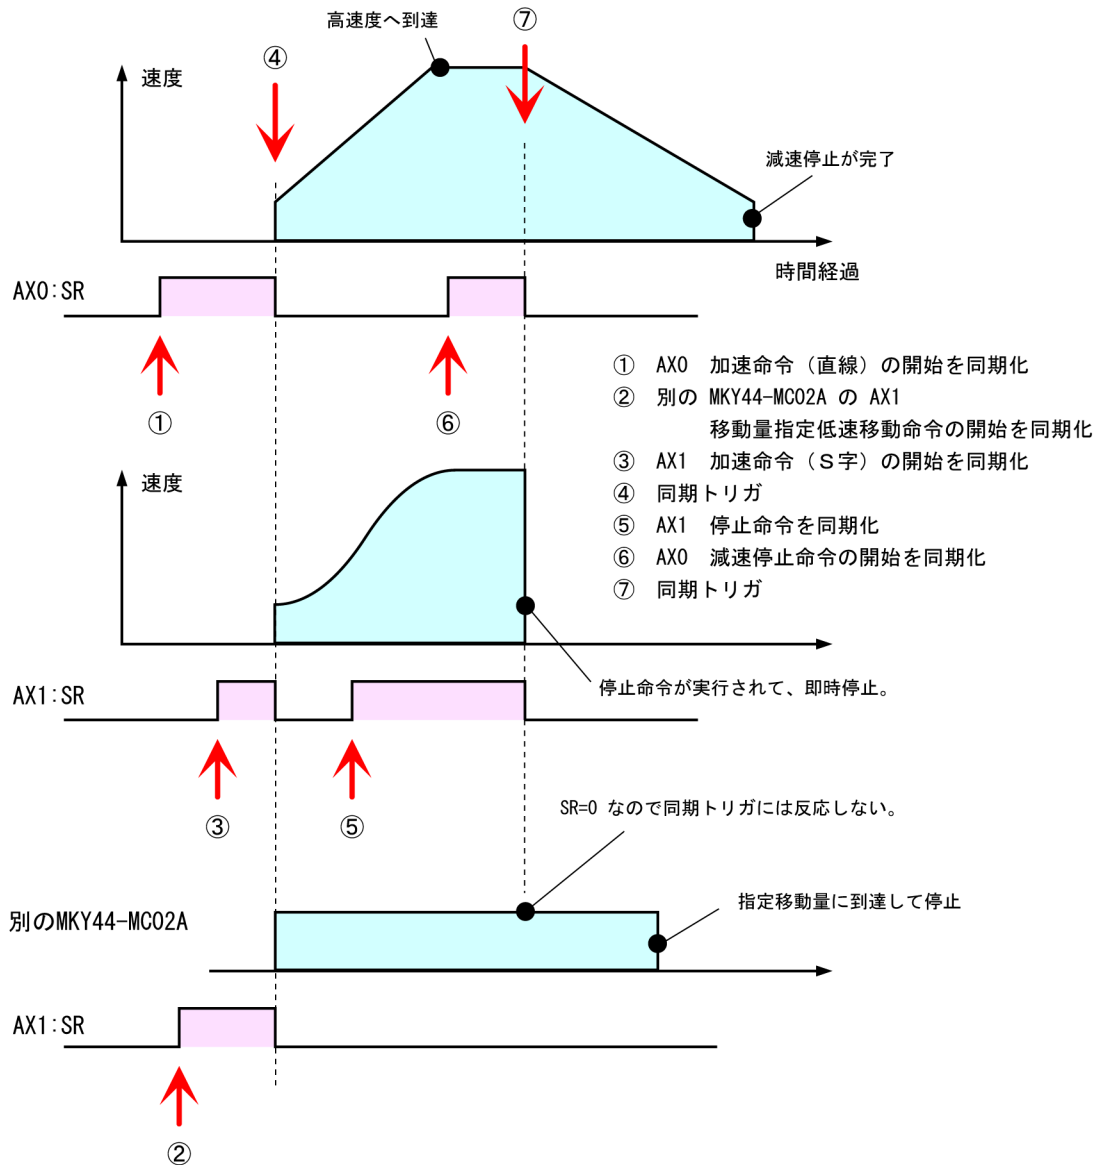 高速度へ到達
⑦
④
速度
減速停止が完了
時間経過
AX0:SR
①
⑥
① AX0 加速命令(直線)の開始を同期化
② 別の MKY44-MC02A の AX1
移動量指定低速移動命令の開始を同期化
③ AX1 加速命令(S字)の開始を同期化
④ 同期トリガ
⑤ AX1 停止命令を同期化
⑥ AX0 減速停止命令の開始を同期化
⑦ 同期トリガ
速度
停止命令が実行されて、即時停止。
AX1:SR
③
⑤
SR=0 なので同期トリガには反応しない。
指定移動量に到達して停止
別のMKY44-MC02A
AX1:SR
②